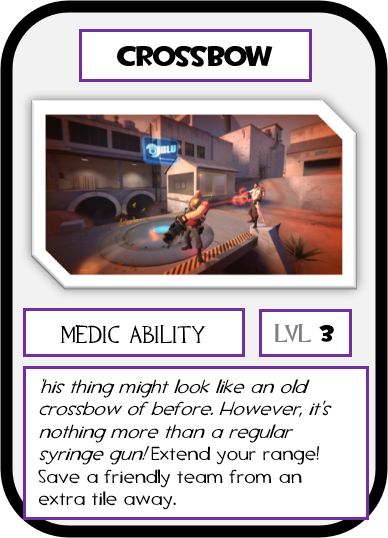 CROSSBOW
MEDIC ABILITY
LVL 3
his thing might look like an old
crossbow of before. However, it's
nothing more than a regular
syringe gun! Extend your range!
Save a friendly team from an
extra tile away.